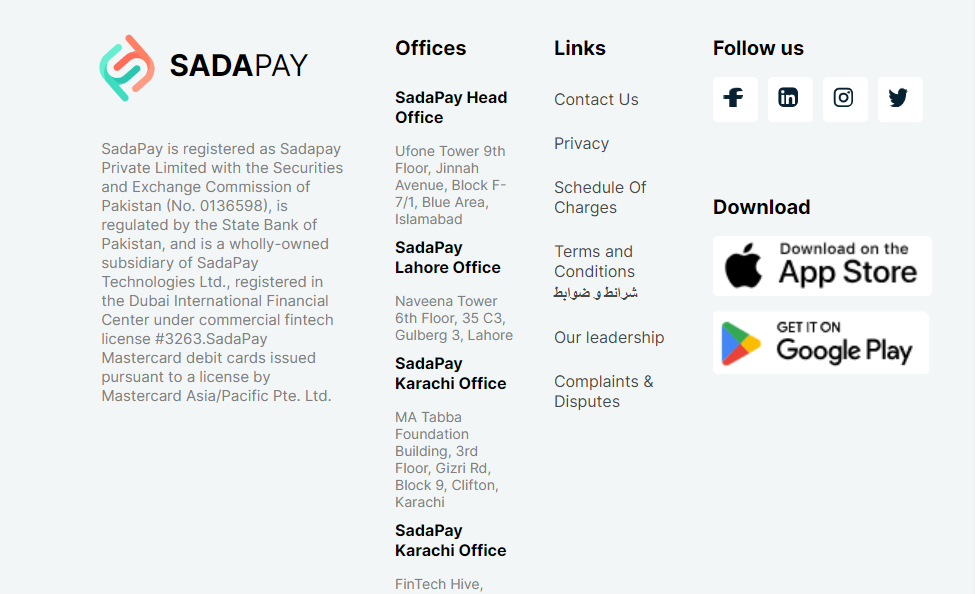 SADAPAY
SadaPay is registered as Sadapay
Private Limited with the Securities
and Exchange Commission of
Pakistan (No. 0136598), is
regulated by the State Bank of
Pakistan, and is a wholly-owned
subsidiary of SadaPay
Technologies Ltd., registered in
the Dubai International Financial
Center under commercial fintech
license #3263.SadaPay
Mastercard debit cards issued
pursuant to a license by
Mastercard Asia/Pacific Pte. Ltd.
Offices
SadaPay Head
Office
Ufone Tower 9th
Floor, Jinnah
Avenue, Block F-
7/1, Blue Area,
Islamabad
SadaPay
Lahore Office
Naveena Tower
6th Floor, 35 C3,
Gulberg 3, Lahore
SadaPay
Karachi Office
MA Tabba
Foundation
Building, 3rd
Floor, Gizri Rd,
Block 9, Clifton,
Karachi
SadaPay
Karachi Office
FinTech Hive,
Links
Contact Us
Privacy
Schedule Of
Charges
Terms and
Conditions
شرائط و ضوابط
Our leadership
Complaints &
Disputes
Follow us
Download
Download on the
App Store
GET IT ON
Google Play